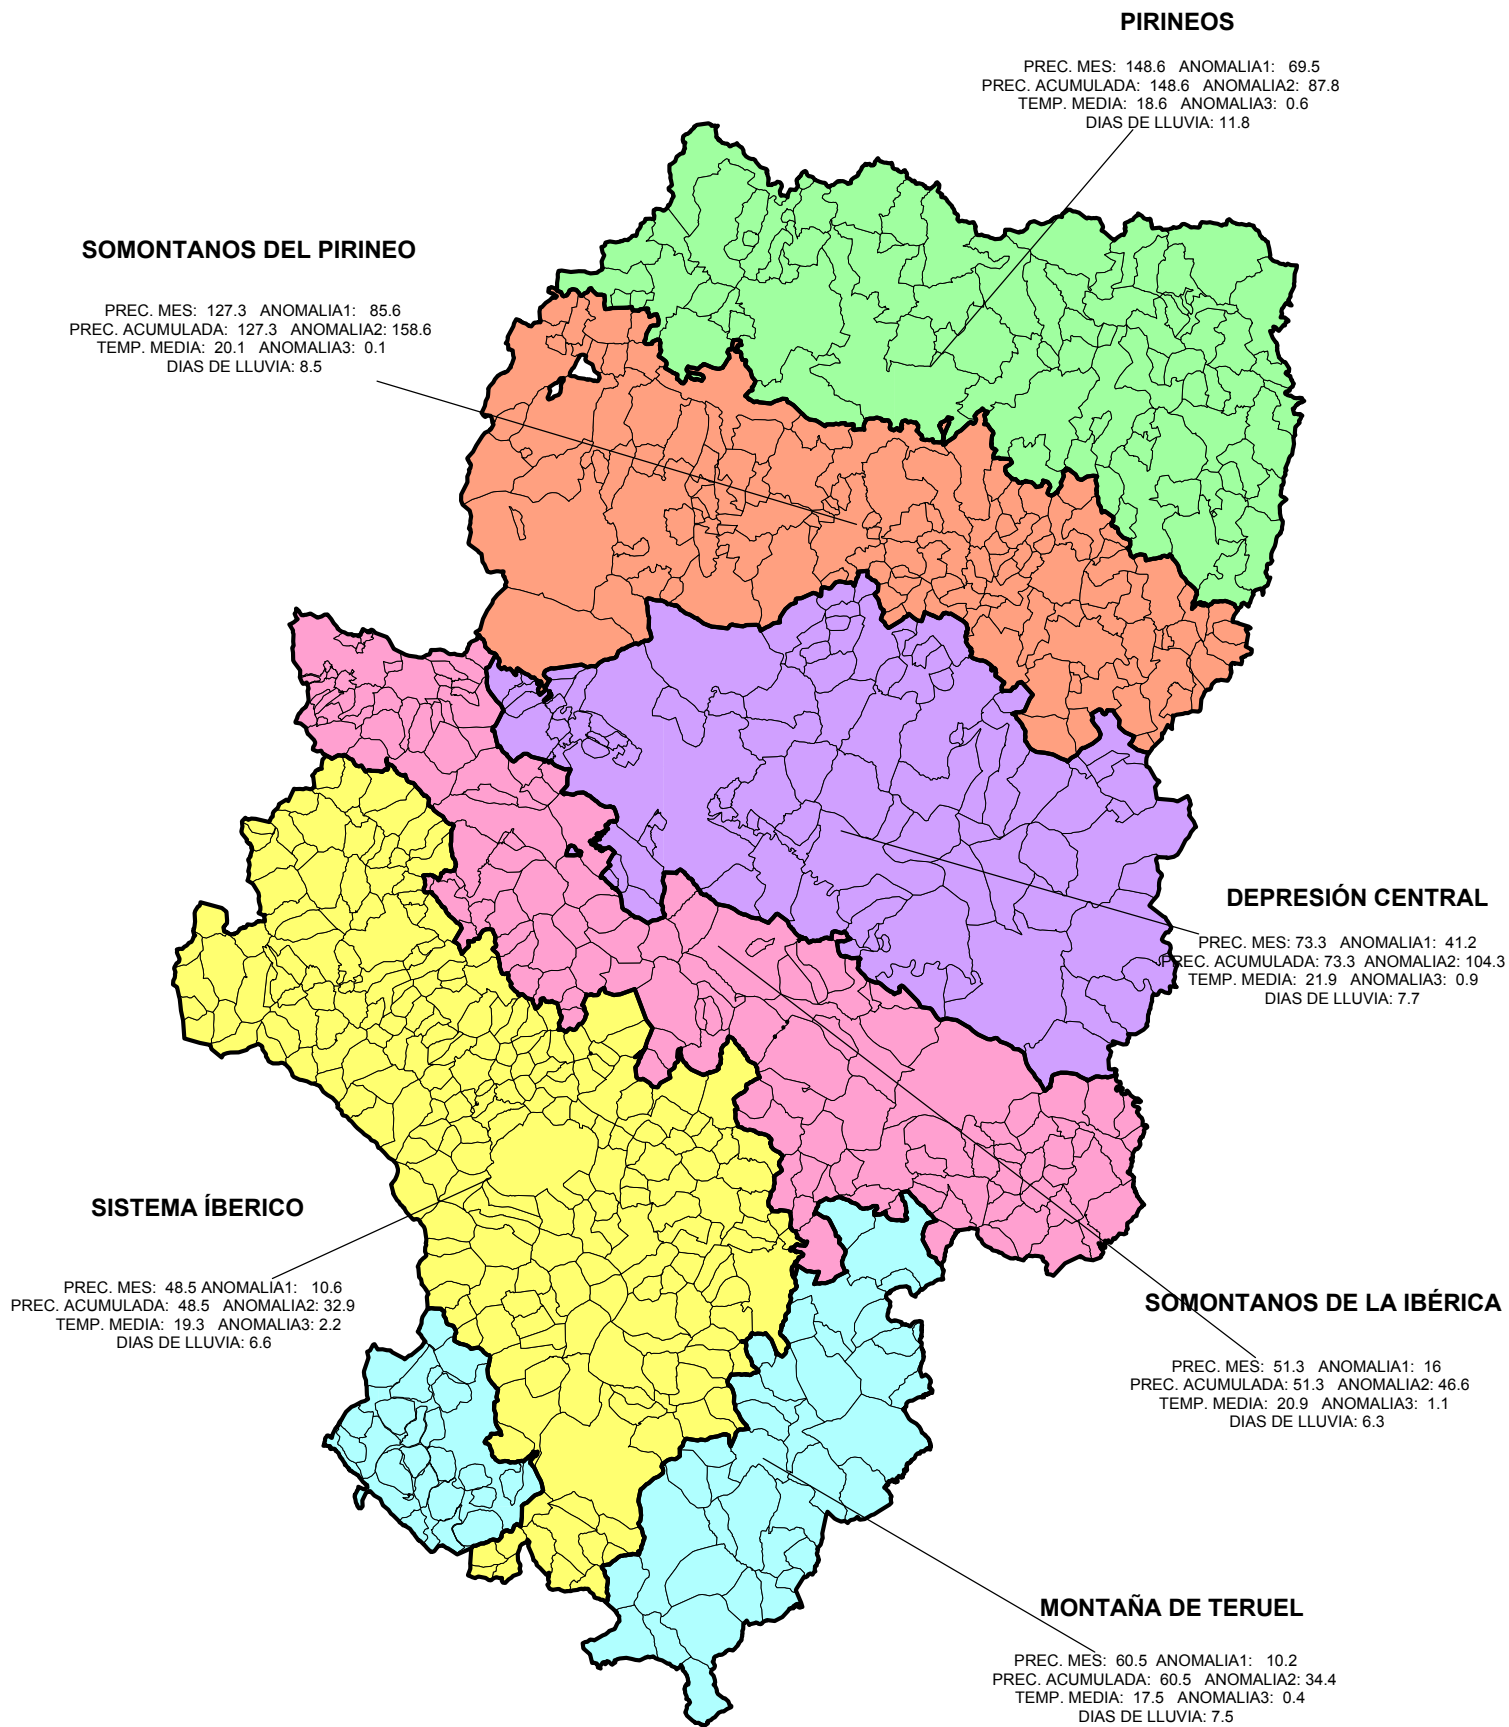 PIRINEOS
PREC. MES: 148.6 ANOMALIA1: 69.5
PREC. ACUMULADA: 148.6 ANOMALIA2: 87.8
TEMP. MEDIA: 18.6 ANOMALIA3: 0.6
DIAS DE LLUVIA: 11.8
SOMONTANOS DEL PIRINEO
PREC. MES: 127.3 ANOMALIA1: 85.6
PREC. ACUMULADA: 127.3 ANOMALIA2: 158.6
TEMP. MEDIA: 20.1 ANOMALIA3: 0.1
DIAS DE LLUVIA: 8.5
DEPRESIÓN CENTRAL
PREC. MES: 73.3 ANOMALIA1: 41.2
PREC. ACUMULADA: 73.3 ANOMALIA2: 104.3
TEMP. MEDIA: 21.9 ANOMALIA3: 0.9
DIAS DE LLUVIA: 7.7
SISTEMA ÍBERICO
PREC. MES: 48.5 ANOMALIA1: 10.6
PREC. ACUMULADA: 48.5 ANOMALIA2: 32.9
TEMP. MEDIA: 19.3 ANOMALIA3: 2.2
DIAS DE LLUVIA: 6.6
SOMONTANOS DE LA IBÉRICA
PREC. MES: 51.3 ANOMALIA1: 16
PREC. ACUMULADA: 51.3 ANOMALIA2: 46.6
TEMP. MEDIA: 20.9 ANOMALIA3: 1.1
DIAS DE LLUVIA: 6.3
MONTAÑA DE TERUEL
PREC. MES: 60.5 ANOMALIA1: 10.2
PREC. ACUMULADA: 60.5 ANOMALIA2: 34.4
TEMP. MEDIA: 17.5 ANOMALIA3: 0.4
DIAS DE LLUVIA: 7.5